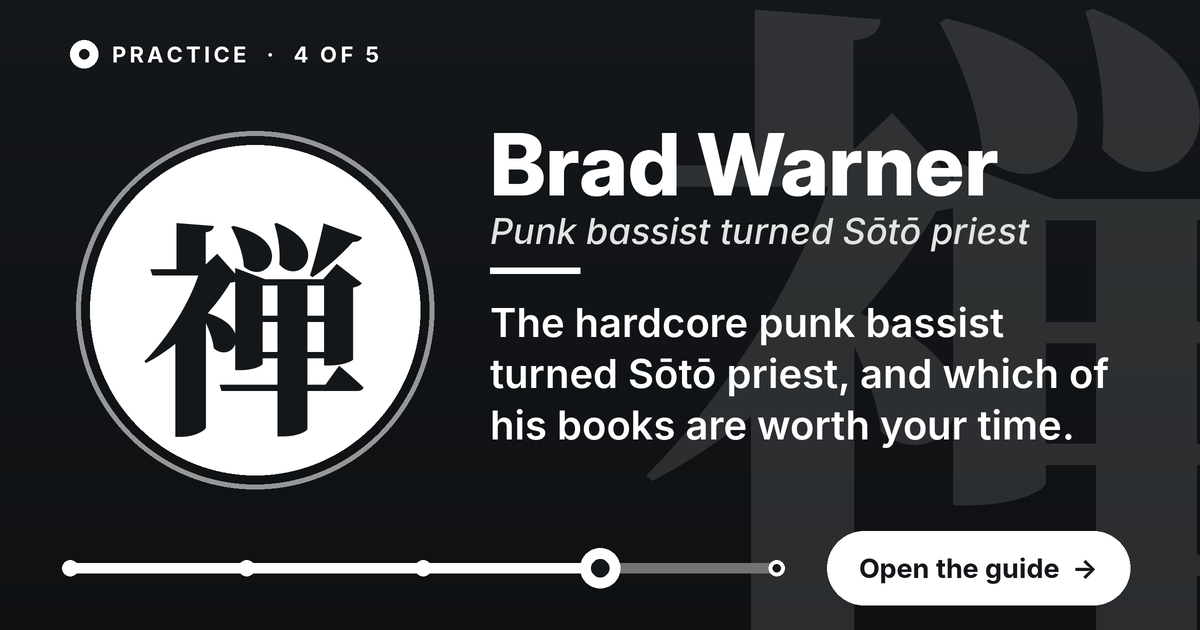 PRACTICE · 4 OF 5
禅
Brad Warner
Punk bassist turned Sōtō priest
The hardcore punk bassist
turned Sōtō priest, and which of
his books are worth your time.
Open the guide →